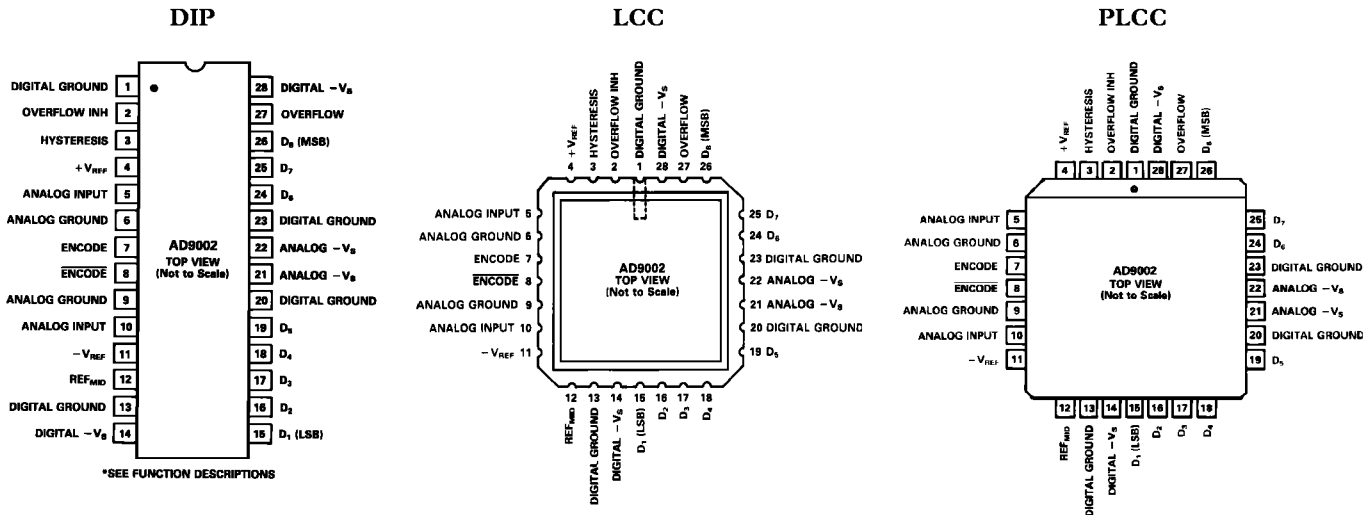 DIP
DIGITAL GROUND 1
OVERFLOW INH 2
HYSTERESIS 3
+VREF 4
ANALOG INPUT 5
ANALOG GROUND 6
ENCODE 7
ENCODE 8
ANALOG GROUND 9
ANALOG INPUT 10
-VREF 11
REFMID 12
DIGITAL GROUND 13
DIGITAL -VS 14
AD9002
TOP VIEW
(Not to Scale)
28 DIGITAL -VS
27 OVERFLOW
26 D8 (MSB)
25 D7
24 D6
23 DIGITAL GROUND
22 ANALOG -VS
21 ANALOG -VS
20 DIGITAL GROUND
19 D5
18 D4
17 D3
16 D2
15 D1 (LSB)
*SEE FUNCTION DESCRIPTIONS
LCC
4 +VREF
3 HYSTERESIS
2 OVERFLOW INH
1 DIGITAL GROUND
28 DIGITAL -VS
27 OVERFLOW
26 D8 (MSB)
ANALOG INPUT 5
ANALOG GROUND 6
ENCODE 7
ENCODE 8
ANALOG GROUND 9
ANALOG INPUT 10
-VREF 11
AD9002
TOP VIEW
(Not to Scale)
25 D7
24 D6
23 DIGITAL GROUND
22 ANALOG -VS
21 ANALOG -VS
20 DIGITAL GROUND
19 D5
12 REFMID
13 DIGITAL GROUND
14 DIGITAL -VS
15 D1 (LSB)
16 D2
17 D3
18 D4
PLCC
4 +VREF
3 HYSTERESIS
2 OVERFLOW INH
1 DIGITAL GROUND
28 DIGITAL -VS
27 OVERFLOW
26 D8 (MSB)
ANALOG INPUT 5
ANALOG GROUND 6
ENCODE 7
ENCODE 8
ANALOG GROUND 9
ANALOG INPUT 10
-VREF 11
AD9002
TOP VIEW
(Not to Scale)
25 D7
24 D6
23 DIGITAL GROUND
22 ANALOG -VS
21 ANALOG -VS
20 DIGITAL GROUND
19 D5
12 REFMID
13 DIGITAL GROUND
14 DIGITAL -VS
15 D1 (LSB)
16 D2
17 D3
18 D4